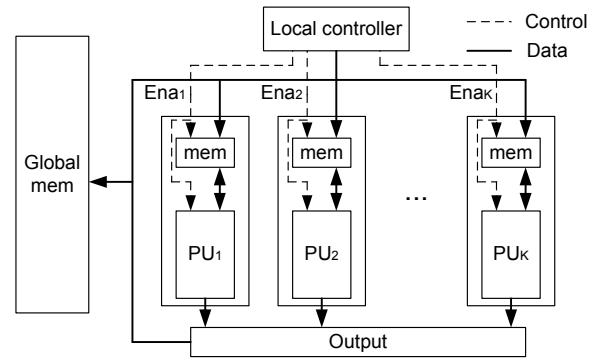 Local controller
Control
Data
Ena1
Ena2
EnaK
Global
mem
mem
mem
mem
...
PU1
PU2
PUK
Output